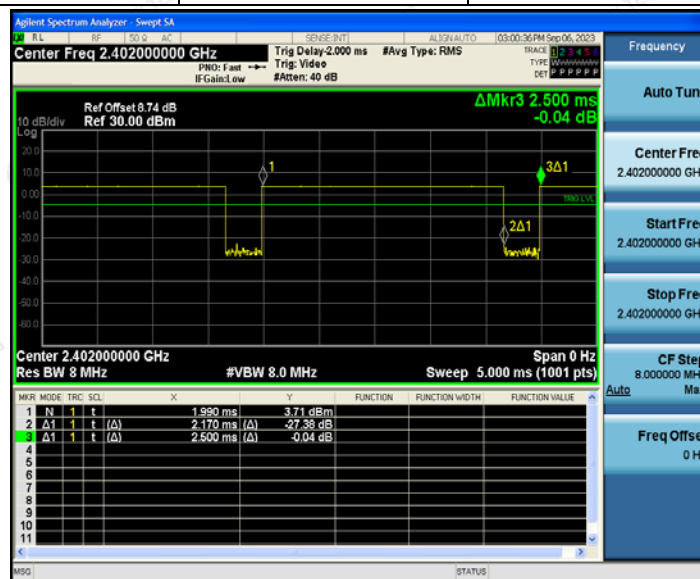 Agilent Spectrum Analyzer - Swept SA
RL RF 50 Ω AC SENSE:INT ALIGN AUTO 03:00:36 PM Sep 06, 2023
Center Freq 2.402000000 GHz
PNO: Fast
IFGain:Low
Trig Delay-2.000 ms
Trig: Video
#Atten: 40 dB
#Avg Type: RMS
TRACE 1 2 3 4 5 6
TYPE W
DET P P P P P P
Ref Offset 8.74 dB
Ref 30.00 dBm
10 dB/div
Log
ΔMkr3 2.500 ms
-0.04 dB
20.0
10.0
0.00
-10.0
-20.0
-30.0
-40.0
-50.0
-60.0
1
3Δ1
TRIG LVL
2Δ1
Center 2.402000000 GHz Span 0 Hz
Res BW 8 MHz #VBW 8.0 MHz Sweep 5.000 ms (1001 pts)
MKR MODE TRC SCL X Y FUNCTION FUNCTION WIDTH FUNCTION VALUE
1 N 1 t 1.990 ms 3.71 dBm
2 Δ1 1 t (Δ) 2.170 ms (Δ) -27.38 dB
3 Δ1 1 t (Δ) 2.500 ms (Δ) -0.04 dB
4
5
6
7
8
9
10
11
MSG STATUS
Frequency
Auto Tun
Center Fre
2.402000000 GH
Start Fre
2.402000000 GH
Stop Fre
2.402000000 GH
CF Step
8.000000 MH
Auto Ma
Freq Offse
0 H